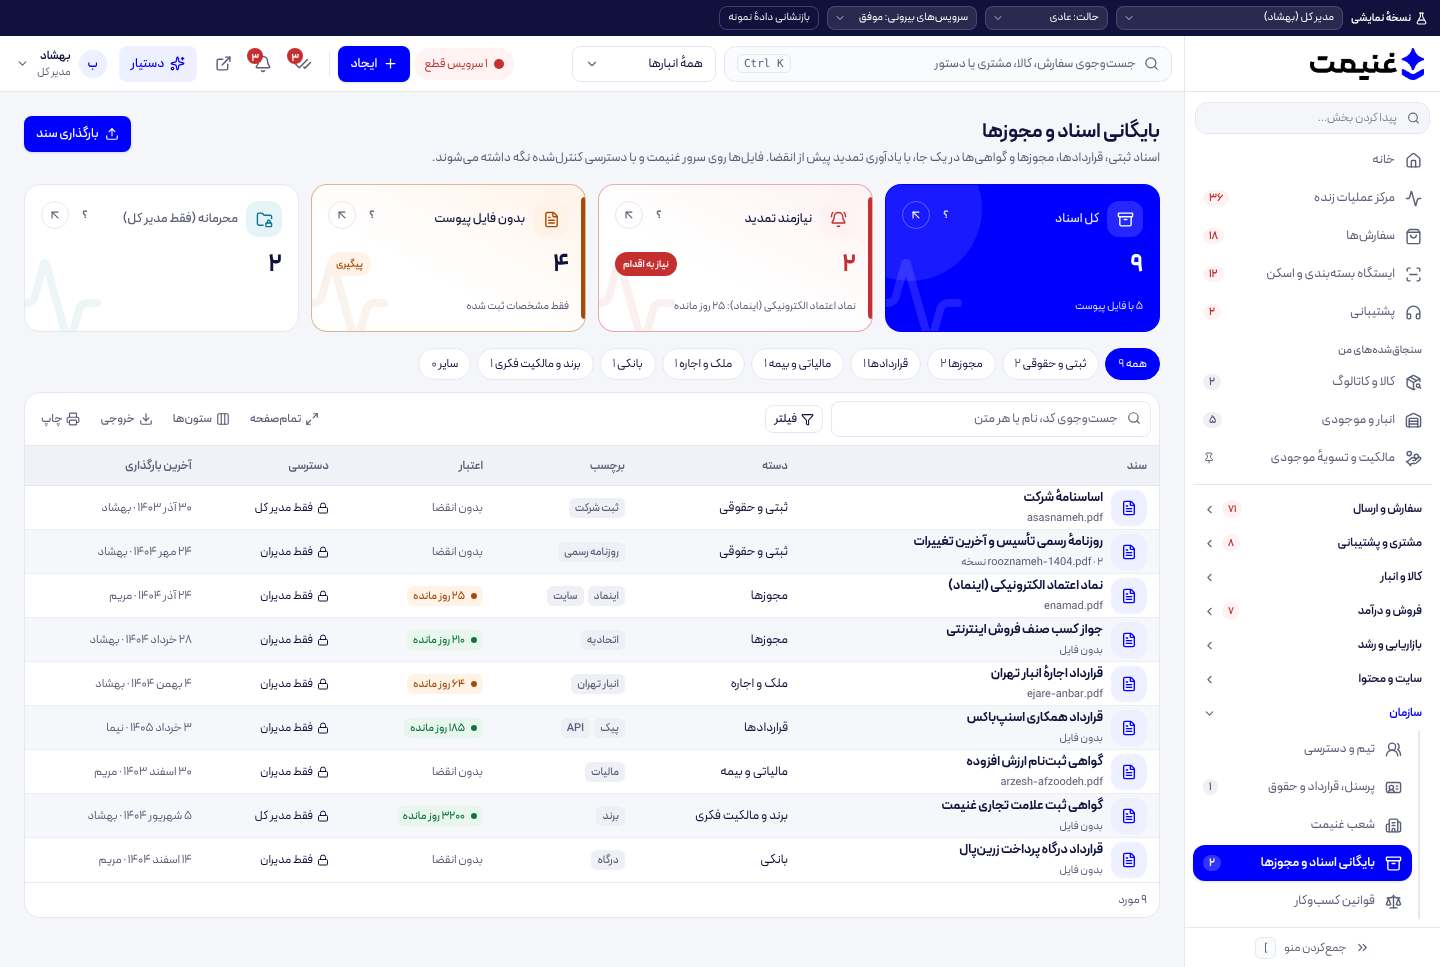 نسخهٔ نمایشی
مدیر کل (بهشاد)
حالت: عادی
سرویس‌های بیرونی: موفق
بازنشانی دادهٔ نمونه
غنیمت
جست‌وجوی سفارش، کالا، مشتری یا دستور
Ctrl K
همهٔ انبارها
۱ سرویس قطع
ایجاد
۳
۳
دستیار
ب
بهشاد
مدیر کل
پیدا کردن بخش...
خانه
مرکز عملیات زنده ۳۶
سفارش‌ها ۱۸
ایستگاه بسته‌بندی و اسکن ۱۲
پشتیبانی ۲
سنجاق‌شده‌های من
کالا و کاتالوگ ۲
انبار و موجودی ۵
مالکیت و تسویهٔ موجودی
سفارش و ارسال ۷۱
مشتری و پشتیبانی ۸
کالا و انبار
فروش و درآمد ۷
بازاریابی و رشد
سایت و محتوا
سازمان
تیم و دسترسی
پرسنل، قرارداد و حقوق ۱
شعب غنیمت
بایگانی اسناد و مجوزها ۲
قوانین کسب‌وکار
جمع‌کردن منو [
بایگانی اسناد و مجوزها
اسناد ثبتی، قراردادها، مجوزها و گواهی‌ها در یک جا، با یادآوری تمدید پیش از انقضا. فایل‌ها روی سرور غنیمت و با دسترسی کنترل‌شده نگه داشته می‌شوند.
بارگذاری سند
کل اسناد ؟
۹
۵ با فایل پیوست
نیازمند تمدید ؟
۲
نیاز به اقدام
نماد اعتماد الکترونیکی (اینماد): ۲۵ روز مانده
بدون فایل پیوست ؟
۴
پیگیری
فقط مشخصات ثبت شده
محرمانه (فقط مدیر کل) ؟
۲
همه ۹
ثبتی و حقوقی ۲
مجوزها ۲
قراردادها ۱
مالیاتی و بیمه ۱
ملک و اجاره ۱
بانکی ۱
برند و مالکیت فکری ۱
سایر ۰
جست‌وجوی کد، نام یا هر متن
فیلتر
تمام‌صفحه
ستون‌ها
خروجی
چاپ
سند دسته برچسب اعتبار دسترسی آخرین بارگذاری
اساسنامهٔ شرکت
asasnameh.pdf
ثبتی و حقوقی ثبت شرکت بدون انقضا فقط مدیر کل ۳۰ آذر ۱۴۰۳ · بهشاد
روزنامهٔ رسمی تأسیس و آخرین تغییرات
rooznameh-1404.pdf · ۲ نسخه
ثبتی و حقوقی روزنامه رسمی بدون انقضا فقط مدیران ۲۴ مهر ۱۴۰۴ · بهشاد
نماد اعتماد الکترونیکی (اینماد)
enamad.pdf
مجوزها اینماد سایت ۲۵ روز مانده فقط مدیران ۲۴ آذر ۱۴۰۴ · مریم
جواز کسب صنف فروش اینترنتی
بدون فایل
مجوزها اتحادیه ۲۱۰ روز مانده فقط مدیران ۲۸ خرداد ۱۴۰۴ · بهشاد
قرارداد اجارهٔ انبار تهران
ejare-anbar.pdf
ملک و اجاره انبار تهران ۶۴ روز مانده فقط مدیران ۴ بهمن ۱۴۰۴ · بهشاد
قرارداد همکاری اسنپ‌باکس
بدون فایل
قراردادها پیک API ۱۸۵ روز مانده فقط مدیران ۳ خرداد ۱۴۰۵ · نیما
گواهی ثبت‌نام ارزش افزوده
arzesh-afzoodeh.pdf
مالیاتی و بیمه مالیات بدون انقضا فقط مدیران ۳۰ اسفند ۱۴۰۳ · مریم
گواهی ثبت علامت تجاری غنیمت
بدون فایل
برند و مالکیت فکری برند ۳۲۰۰ روز مانده فقط مدیر کل ۵ شهریور ۱۴۰۴ · بهشاد
قرارداد درگاه پرداخت زرین‌پال
بدون فایل
بانکی درگاه بدون انقضا فقط مدیران ۱۴ اسفند ۱۴۰۴ · مریم
۹ مورد